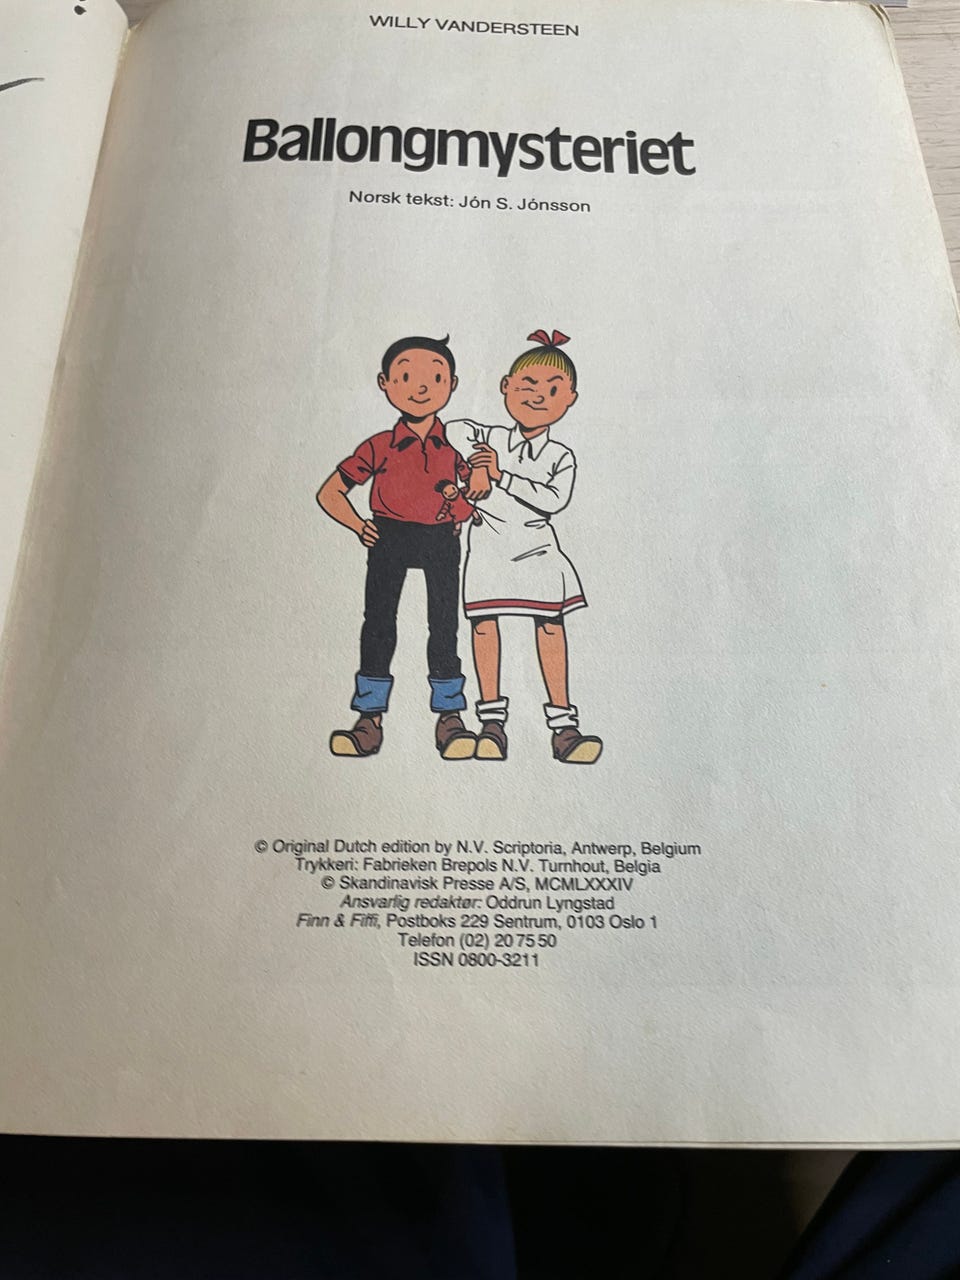 WILLY VANDERSTEEN
Ballongmysteriet
Norsk tekst: Jón S. Jónsson
© Original Dutch edition by N.V. Scriptoria, Antwerp, Belgium
Trykkeri: Fabrieken Brepols N.V. Turnhout, Belgia
© Skandinavisk Presse A/S, MCMLXXXIV
Ansvarlig redaktør: Oddrun Lyngstad
Finn & Fiffi, Postboks 229 Sentrum, 0103 Oslo 1
Telefon (02) 20 75 50
ISSN 0800-3211